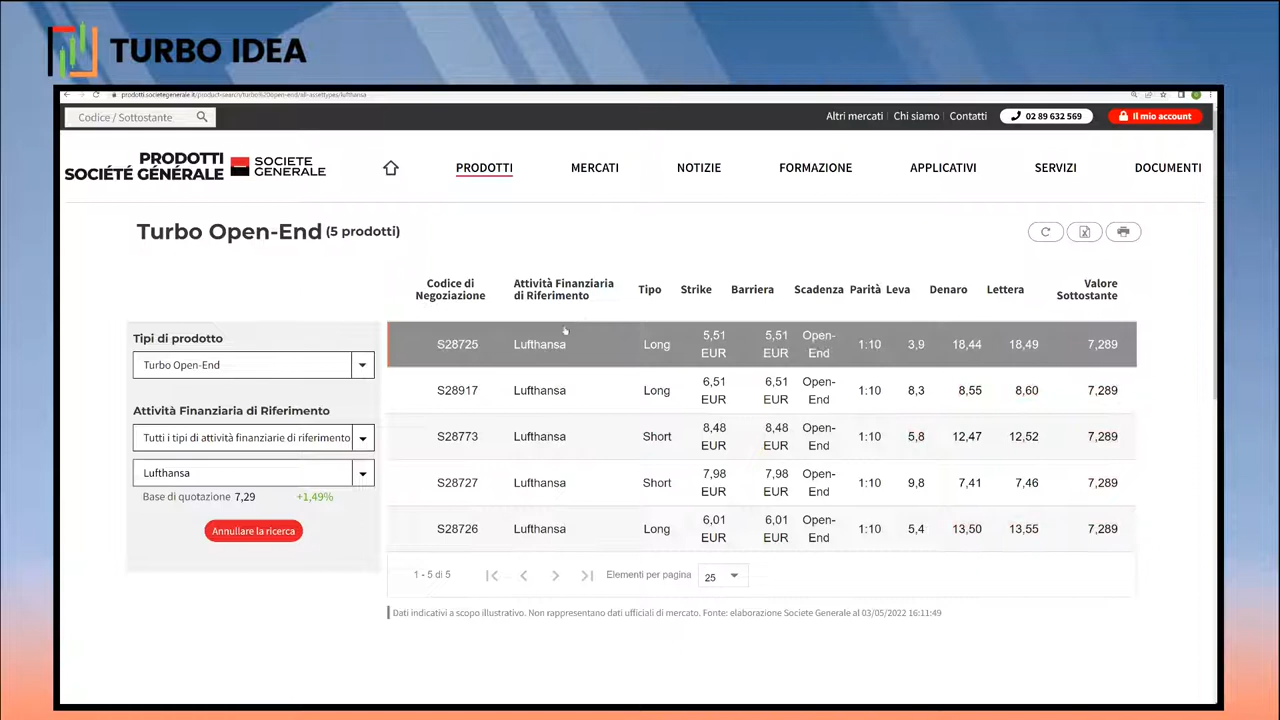 TURBO IDEA
prodotti.societegenerale.it/product-search/turbo%20open-end/all-assettypes/lufthansa
Codice / Sottostante
Altri mercati
Chi siamo
Contatti
02 89 632 569
Il mio account
PRODOTTI
SOCIÉTÉ GÉNÉRALE
SOCIETE
GENERALE
PRODOTTI
MERCATI
NOTIZIE
FORMAZIONE
APPLICATIVI
SERVIZI
DOCUMENTI
Turbo Open-End (5 prodotti)
Tipi di prodotto
Turbo Open-End
Attività Finanziaria di Riferimento
Tutti i tipi di attività finanziarie di riferimento
Lufthansa
Base di quotazione 7,29 +1,49%
Annullare la ricerca
Codice di Negoziazione Attività Finanziaria di Riferimento Tipo Strike Barriera Scadenza Parità Leva Denaro Lettera Valore Sottostante
S28725 Lufthansa Long 5,51 EUR 5,51 EUR Open-End 1:10 3,9 18,44 18,49 7,289
S28917 Lufthansa Long 6,51 EUR 6,51 EUR Open-End 1:10 8,3 8,55 8,60 7,289
S28773 Lufthansa Short 8,48 EUR 8,48 EUR Open-End 1:10 5,8 12,47 12,52 7,289
S28727 Lufthansa Short 7,98 EUR 7,98 EUR Open-End 1:10 9,8 7,41 7,46 7,289
S28726 Lufthansa Long 6,01 EUR 6,01 EUR Open-End 1:10 5,4 13,50 13,55 7,289
1 - 5 di 5
Elementi per pagina 25
Dati indicativi a scopo illustrativo. Non rappresentano dati ufficiali di mercato. Fonte: elaborazione Societe Generale al 03/05/2022 16:11:49